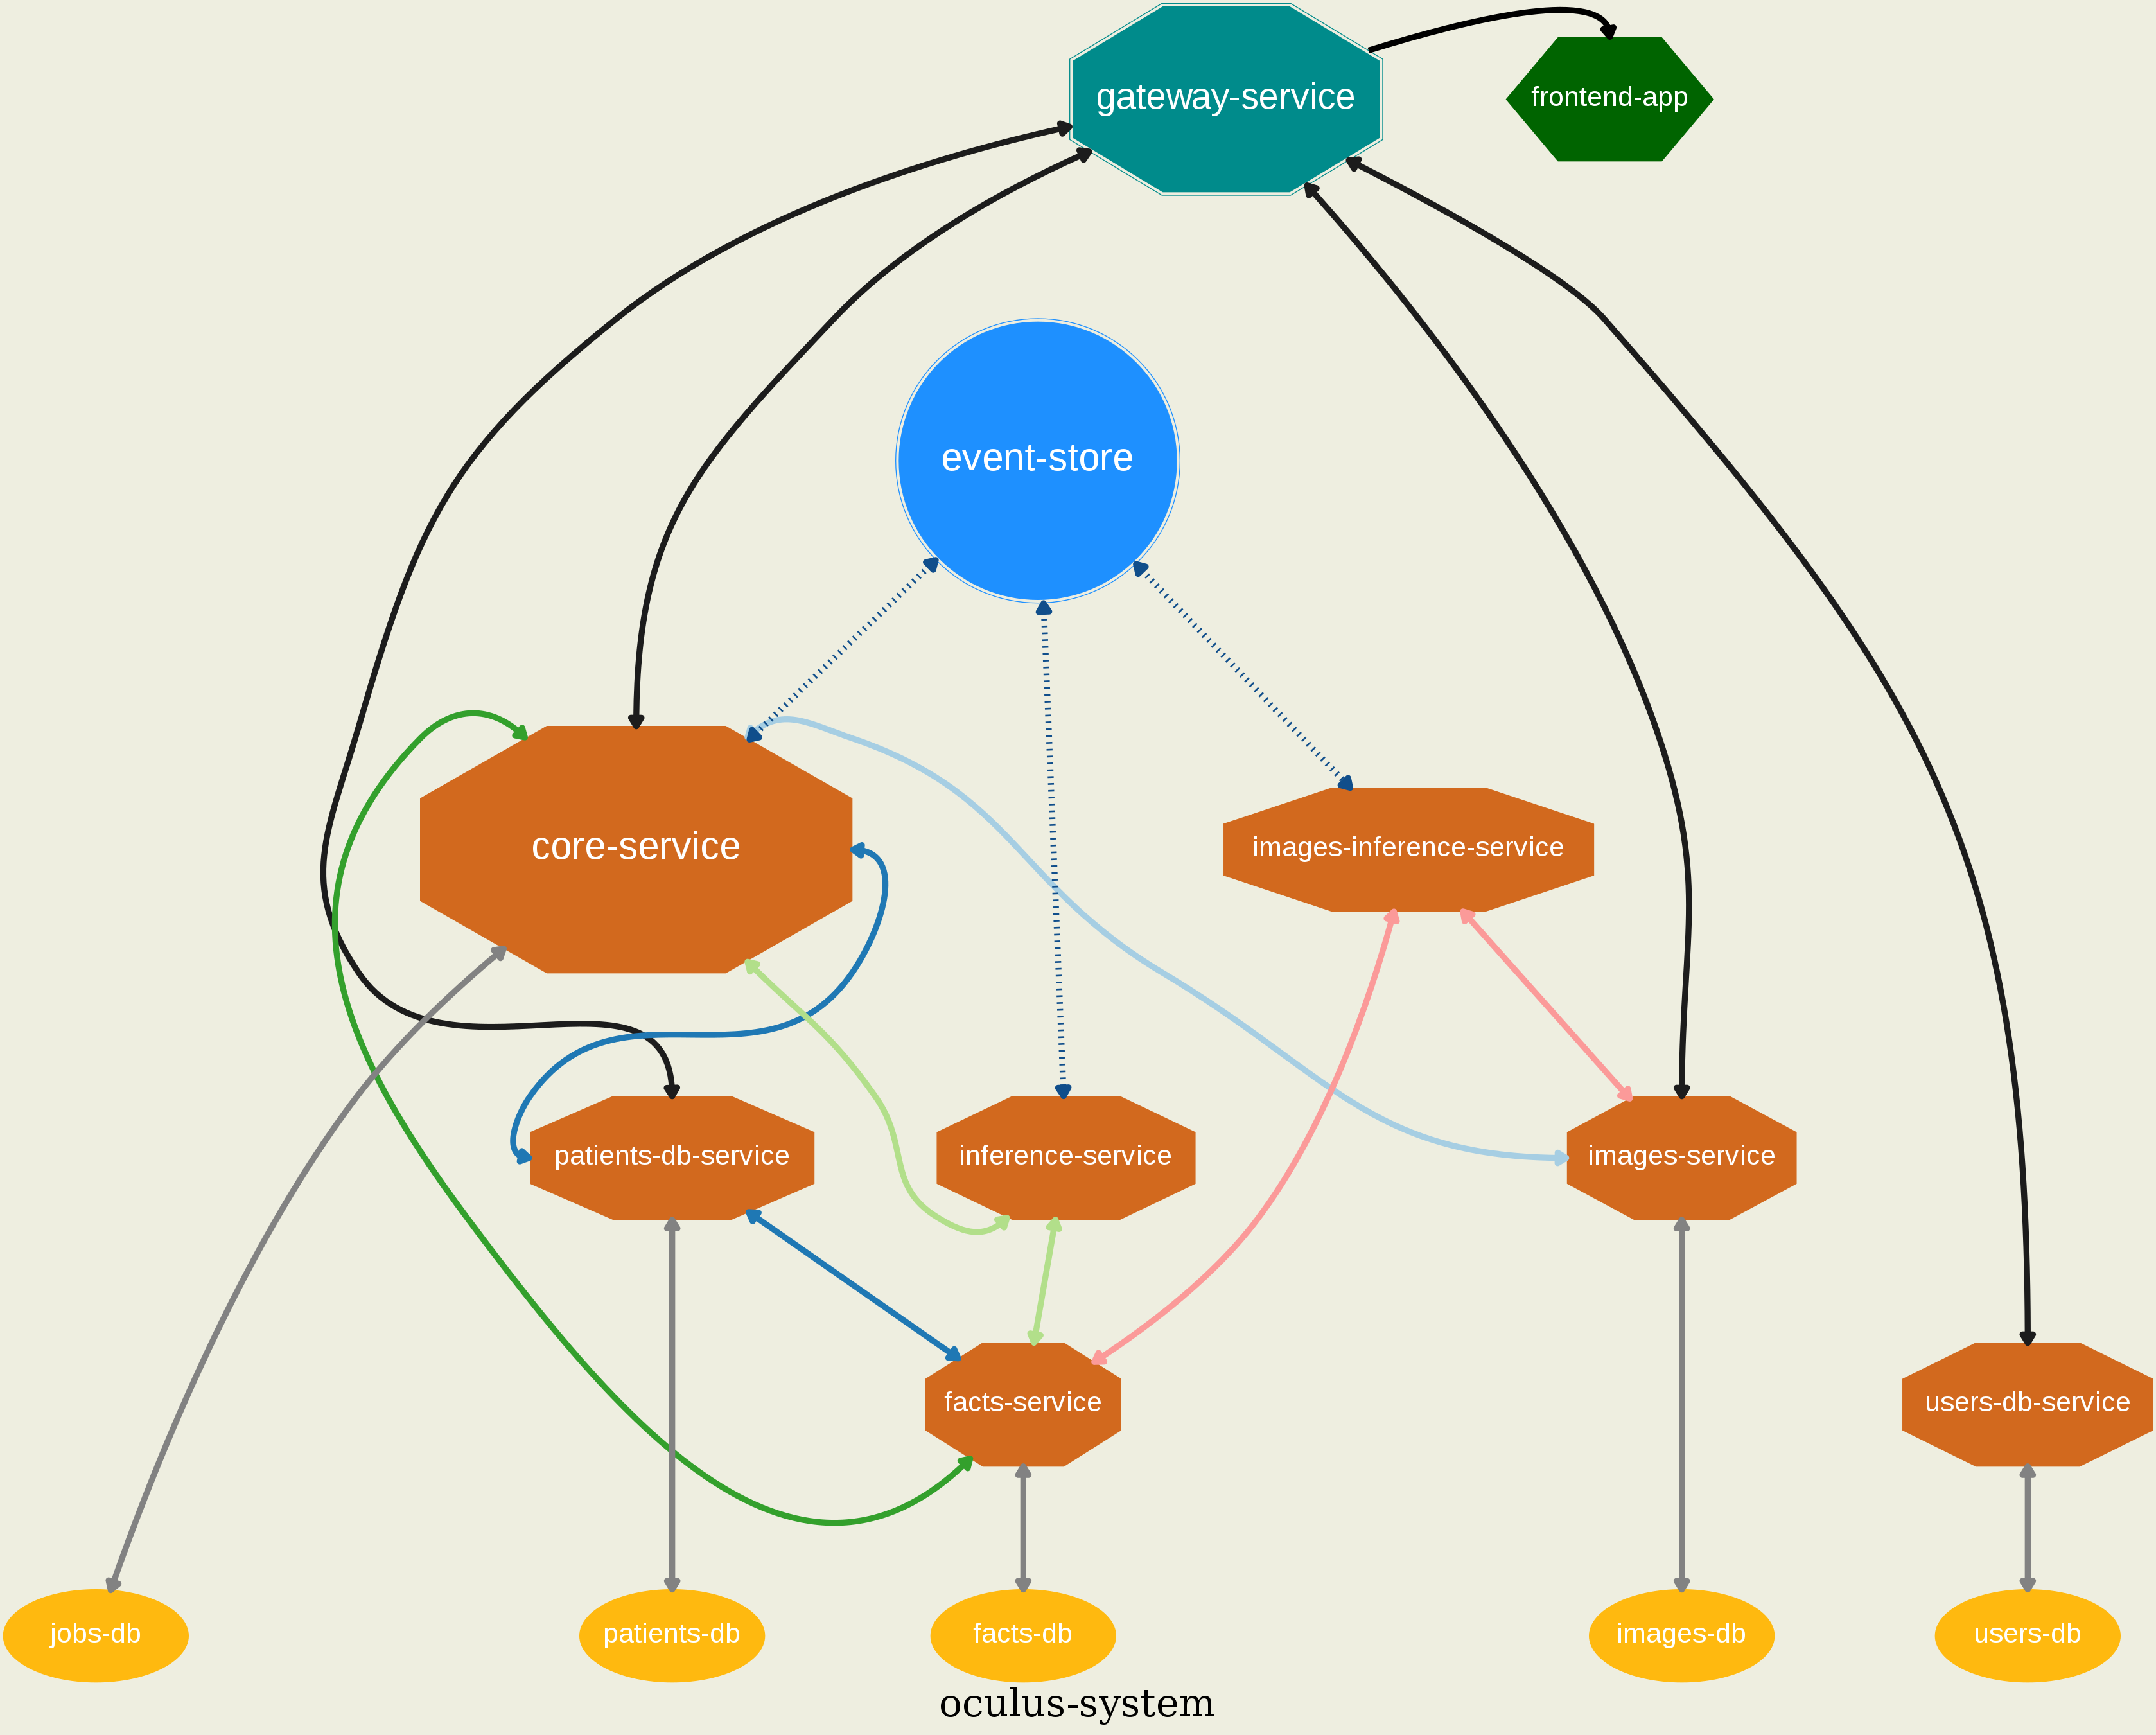 gateway-service
frontend-app
event-store
core-service
images-inference-service
patients-db-service
inference-service
images-service
facts-service
users-db-service
jobs-db
patients-db
facts-db
images-db
users-db
oculus-system